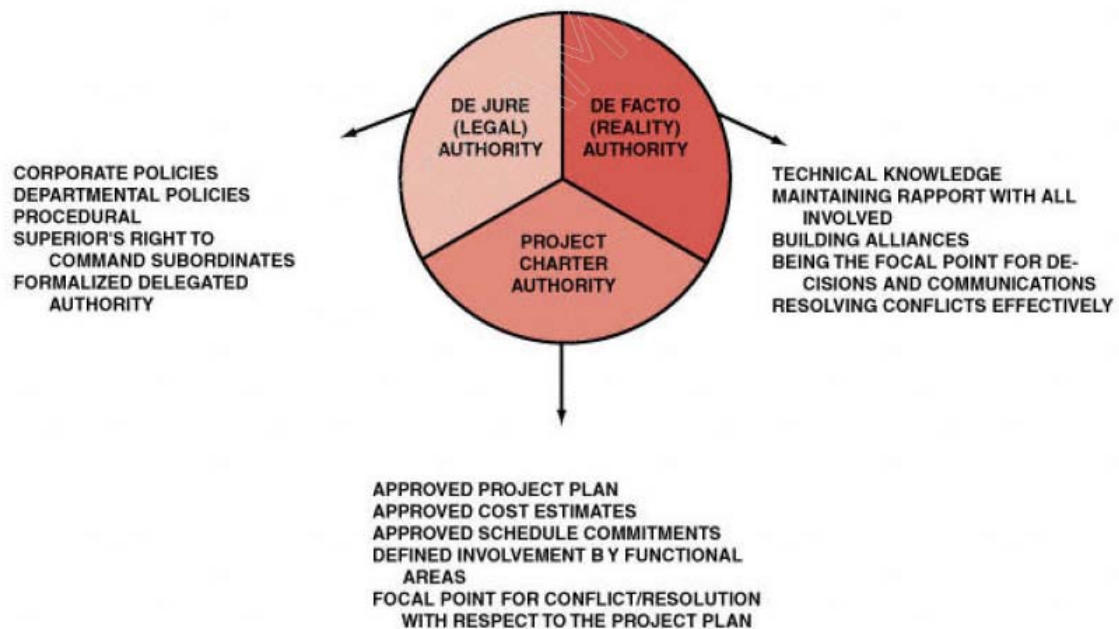 DE JURE
(LEGAL)
AUTHORITY
DE FACTO
(REALITY)
AUTHORITY
PROJECT
CHARTER
AUTHORITY
CORPORATE POLICIES
DEPARTMENTAL POLICIES
PROCEDURAL
SUPERIOR'S RIGHT TO
COMMAND SUBORDINATES
FORMALIZED DELEGATED
AUTHORITY
TECHNICAL KNOWLEDGE
MAINTAINING RAPPORT WITH ALL
INVOLVED
BUILDING ALLIANCES
BEING THE FOCAL POINT FOR DE-
CISIONS AND COMMUNICATIONS
RESOLVING CONFLICTS EFFECTIVELY
APPROVED PROJECT PLAN
APPROVED COST ESTIMATES
APPROVED SCHEDULE COMMITMENTS
DEFINED INVOLVEMENT BY FUNCTIONAL
AREAS
FOCAL POINT FOR CONFLICT/RESOLUTION
WITH RESPECT TO THE PROJECT PLAN